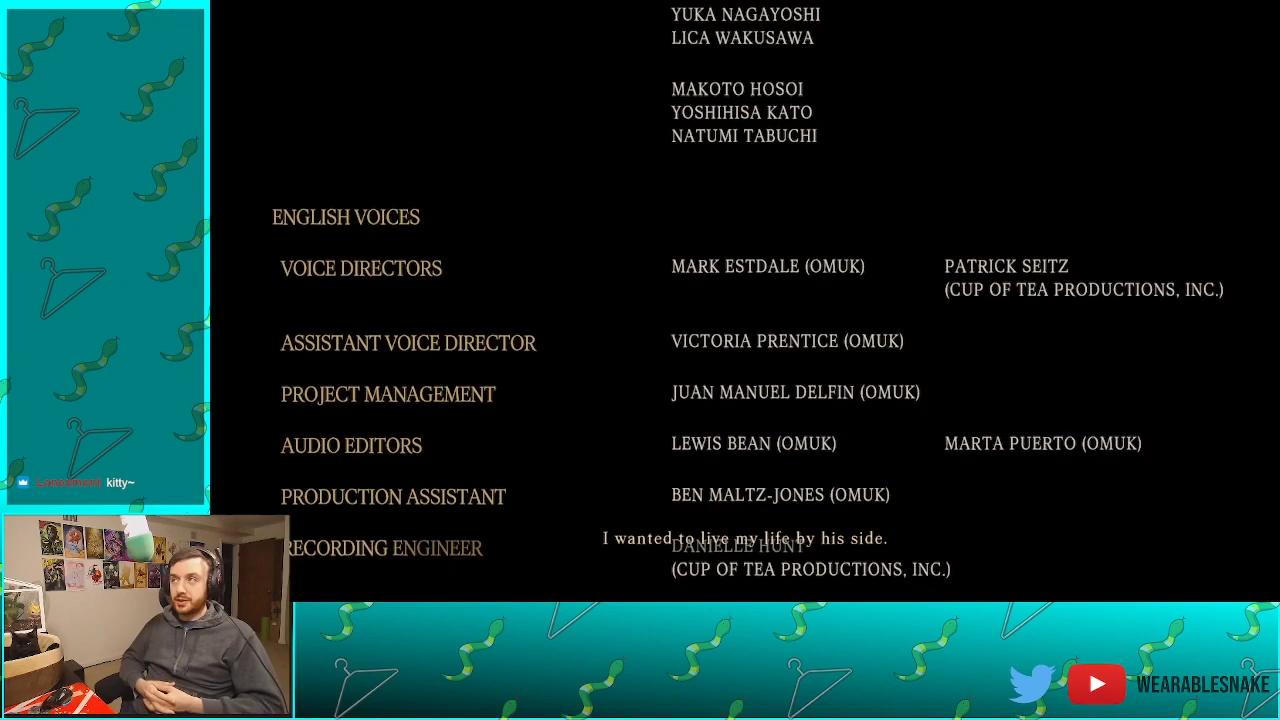 YUKA NAGAYOSHI
LICA WAKUSAWA
MAKOTO HOSOI
YOSHIHISA KATO
NATUMI TABUCHI
ENGLISH VOICES
VOICE DIRECTORS
MARK ESTDALE (OMUK)
PATRICK SEITZ
(CUP OF TEA PRODUCTIONS, INC.)
ASSISTANT VOICE DIRECTOR
VICTORIA PRENTICE (OMUK)
PROJECT MANAGEMENT
JUAN MANUEL DELFIN (OMUK)
AUDIO EDITORS
LEWIS BEAN (OMUK)
MARTA PUERTO (OMUK)
kitty~
PRODUCTION ASSISTANT
BEN MALTZ-JONES (OMUK)
I wanted to live my life by his side.
RECORDING ENGINEER
DANIELLE HUNT
(CUP OF TEA PRODUCTIONS, INC.)
WEARABLESNAKE